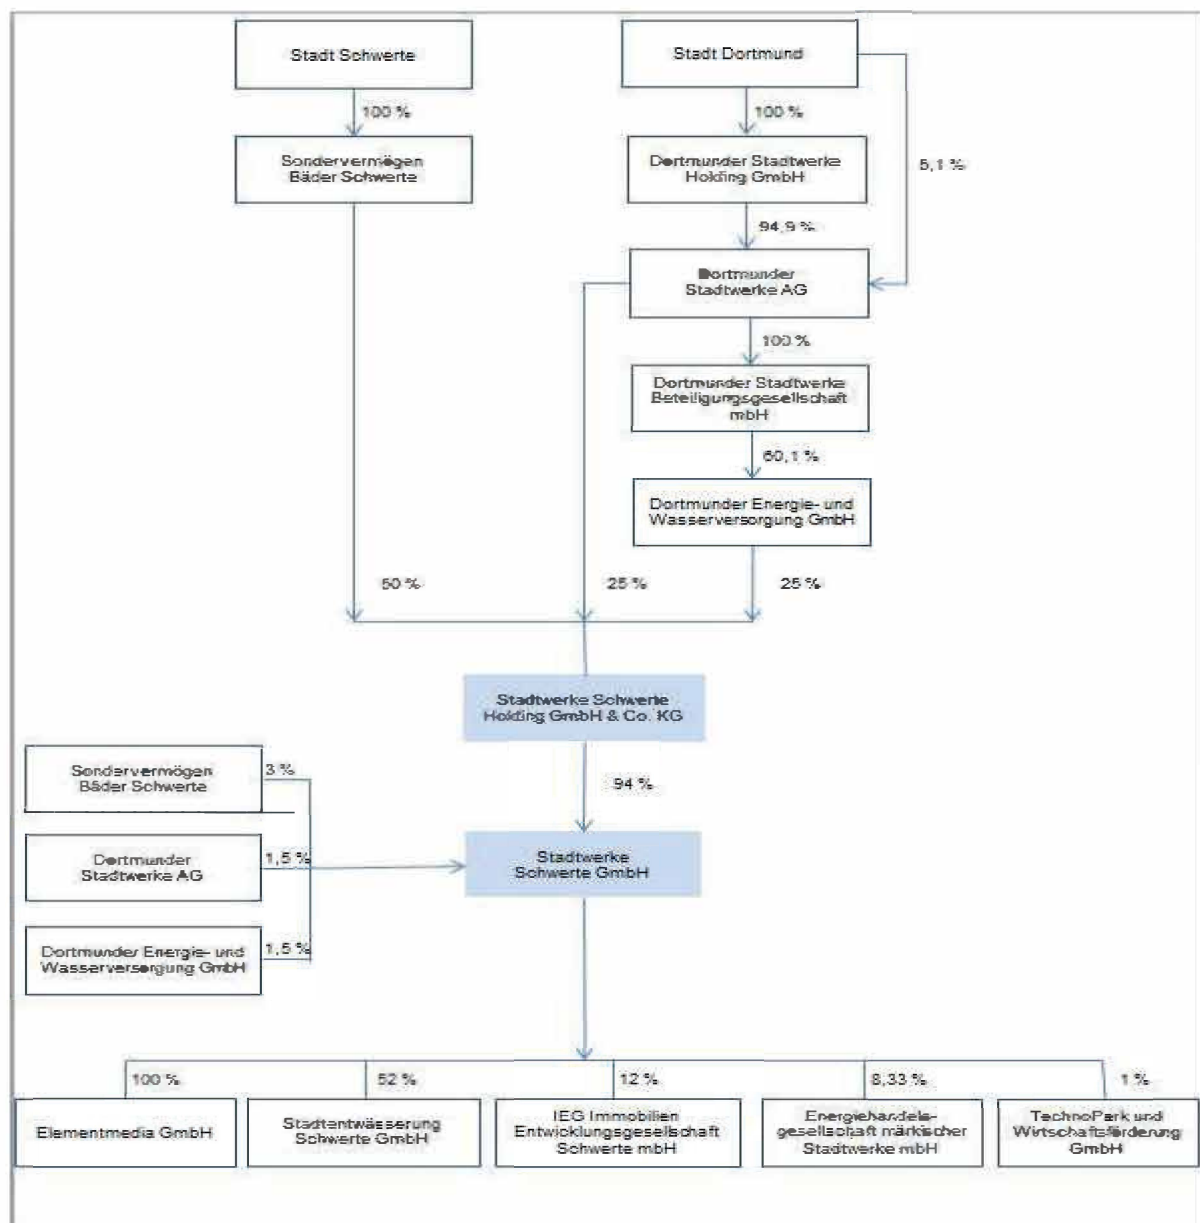 Stadt Schwerte
Stadt Dortmund
100 %
100 %
5,1 %
Sondervermögen
Bäder Schwerte
Dortmunder Stadtwerke
Holding GmbH
94,9 %
Dortmunder
Stadtwerke AG
100 %
Dortmunder Stadtwerke
Beteiligungsgesellschaft
mbH
60,1 %
Dortmunder Energie- und
Wasserversorgung GmbH
50 %
25 %
25 %
Stadtwerke Schwerte
Holding GmbH & Co. KG
94 %
Sondervermögen
Bäder Schwerte
3 %
Dortmunder
Stadtwerke AG
1,5 %
Dortmunder Energie- und
Wasserversorgung GmbH
1,5 %
Stadtwerke
Schwerte GmbH
100 %
52 %
12 %
8,33 %
1 %
Elementmedia GmbH
Stadtentwässerung
Schwerte GmbH
IEG Immobilien
Entwicklungsgesellschaft
Schwerte mbH
Energiehandels-
gesellschaft märkischer
Stadtwerke mbH
TechnoPark und
Wirtschaftsförderung
GmbH